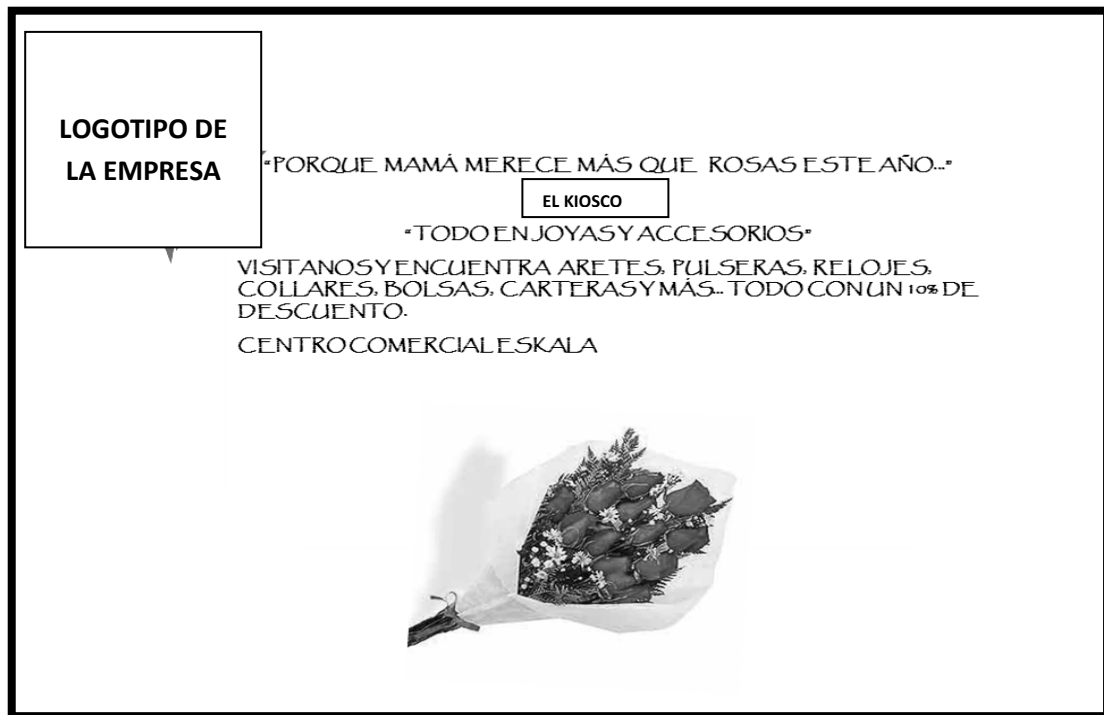 LOGOTIPO DE
LA EMPRESA
“PORQUE MAMÁ MERECE MÁS QUE ROSAS ESTE AÑO...”
EL KIOSCO
“TODO EN JOYAS Y ACCESORIOS”
VISITANOS Y ENCUENTRA ARETES, PULSERAS, RELOJES,
COLLARES, BOLSAS, CARTERAS Y MÁS... TODO CON UN 10% DE
DESCUENTO.
CENTRO COMERCIAL ESKALA